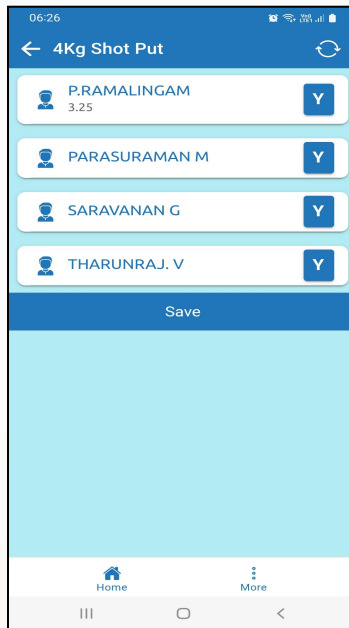 06:26
4Kg Shot Put
P.RAMALINGAM
3.25
Y
PARASURAMAN M
Y
SARAVANAN G
Y
THARUNRAJ. V
Y
Save
Home
More